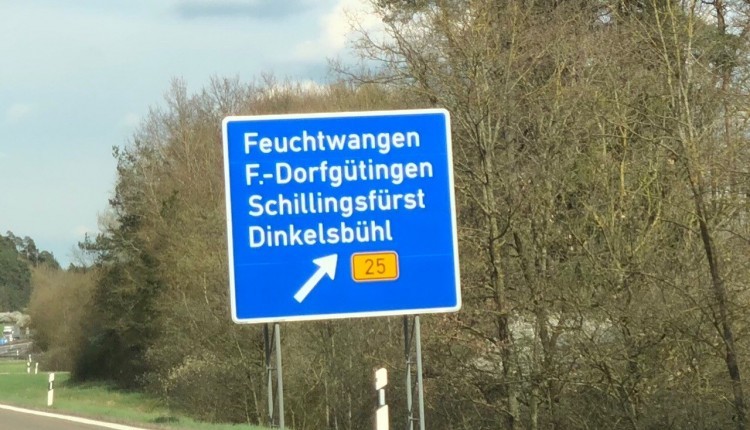 Feuchtwangen
F.-Dorfgütingen
Schillingsfürst
Dinkelsbühl
25